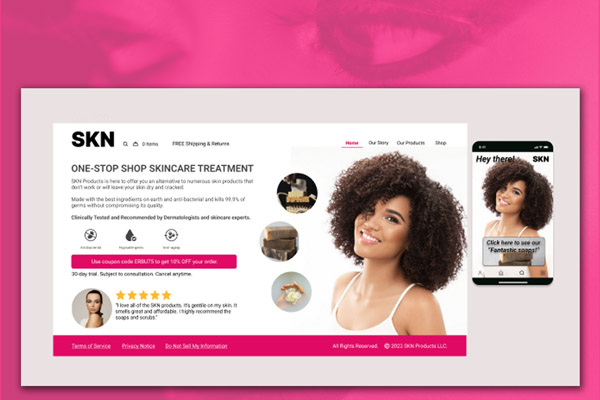 SKN
0 Items
FREE Shipping & Returns
Home
Our Story
Our Products
Shop
ONE-STOP SHOP SKINCARE TREATMENT
SKN Products is here to offer you an alternative to numerous skin products that
don't work or will leave your skin dry and cracked.
Made with the best ingredients on earth and anti-bacterial and kills 99.9% of
germs without compromising its quality.
Clinically Tested and Recommended by Dermatologists and skincare experts.
Anti-bacterial
Hypoallergenic
Anti-aging
Use coupon code ERBU75 to get 10% OFF your order.
30-day trial. Subject to consultation. Cancel anytime.
"I love all of the SKN products. It's gentle on my skin. It
smells great and affordable. I highly recommend the
soaps and scrubs."
Terms of Service
Privacy Notice
Do Not Sell My Information
All Rights Reserved.
© 2023 SKN Products LLC.
Hey there!
SKN
Click here to see our
"Fantastic soaps"!